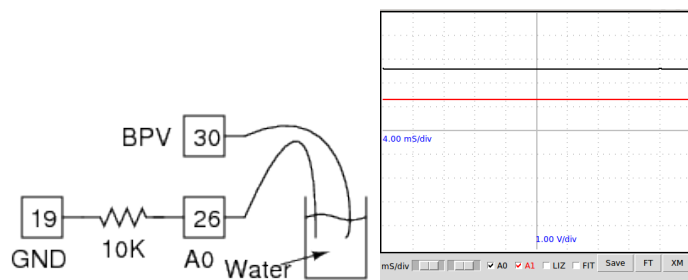 BPV 30
19 26
GND 10K A0 Water
4.00 mS/div
1.00 V/div
mS/div A0 A1 LIZ FIT Save FT XM